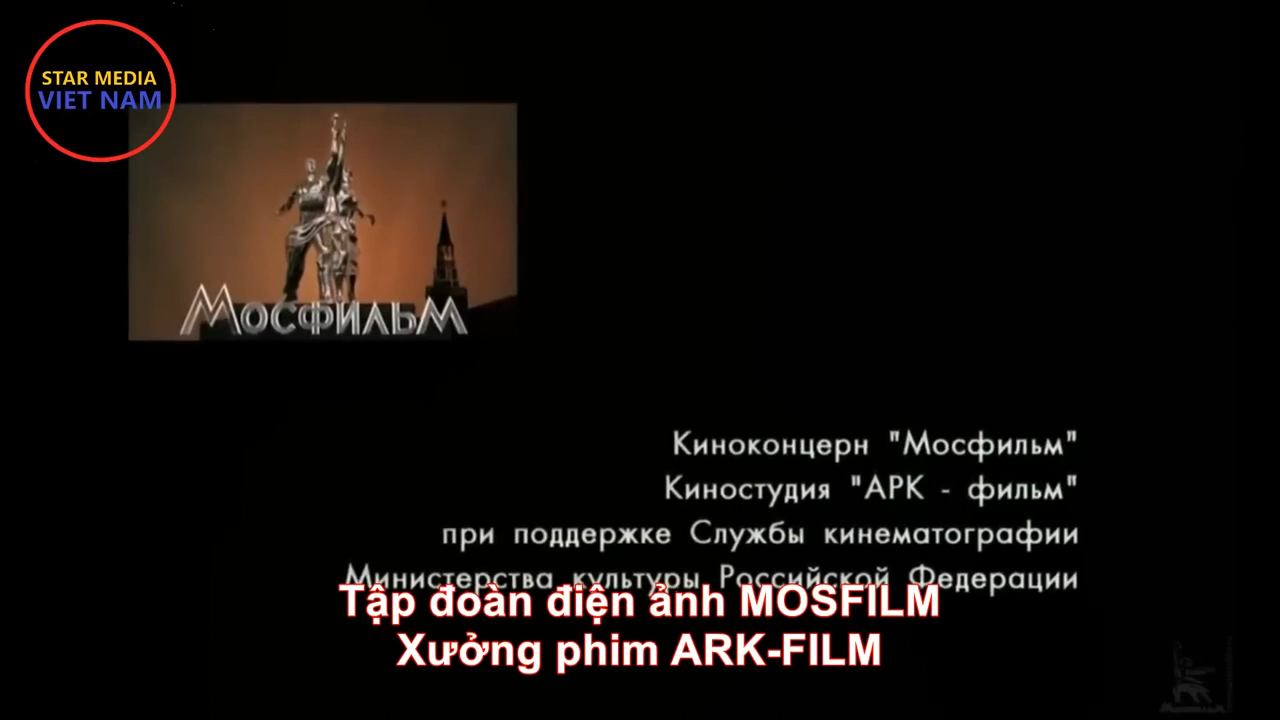 STAR MEDIA
VIET NAM
Мосфильм
Киноконцерн "Мосфильм"
Киностудия "АРК - фильм"
при поддержке Службы кинематографии
Министерства культуры Российской Федерации
Tập đoàn điện ảnh MOSFILM
Xưởng phim ARK-FILM